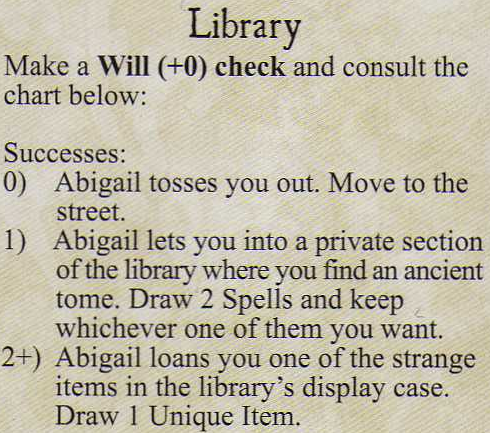 Library
Make a Will (+0) check and consult the
chart below:
Successes:
0) Abigail tosses you out. Move to the
street.
1) Abigail lets you into a private section
of the library where you find an ancient
tome. Draw 2 Spells and keep
whichever one of them you want.
2+) Abigail loans you one of the strange
items in the library’s display case.
Draw 1 Unique Item.